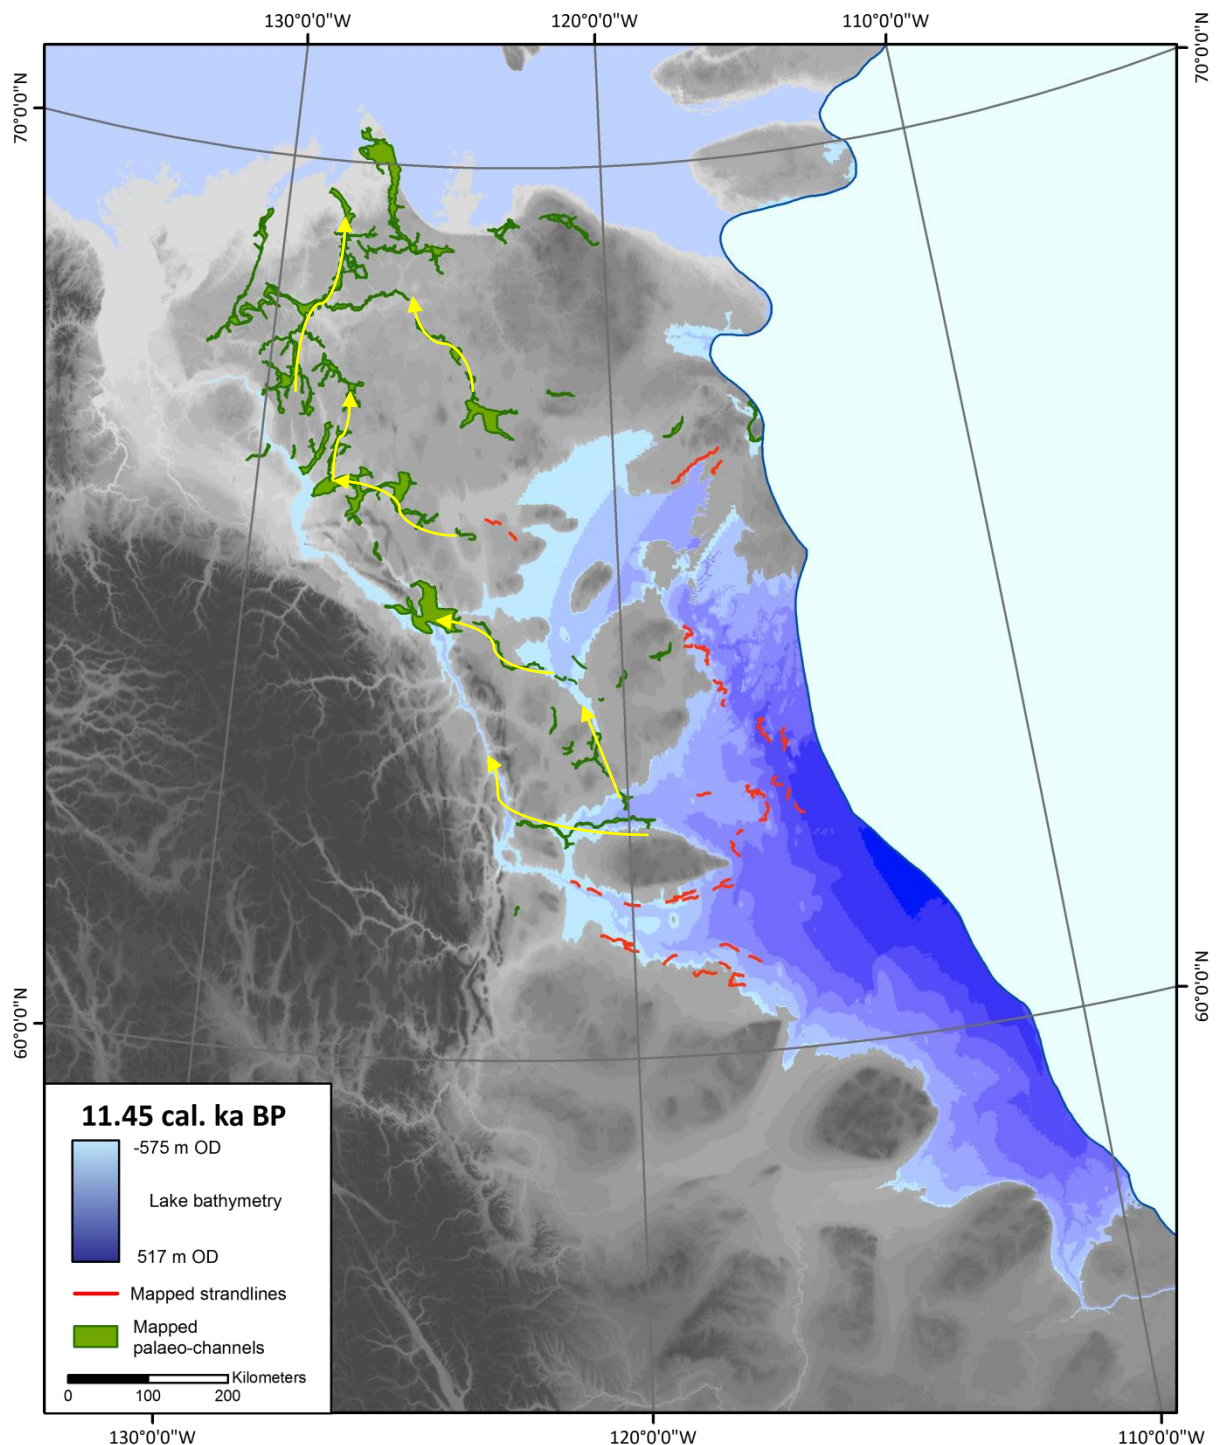 130°0'0"W 120°0'0"W 110°0'0"W
70°0'0"N
70°0'0"N
60°0'0"N
60°0'0"N
11.45 cal. ka BP
-575 m OD
Lake bathymetry
517 m OD
Mapped strandlines
Mapped
palaeo-channels
Kilometers
0 100 200
130°0'0"W 120°0'0"W 110°0'0"W